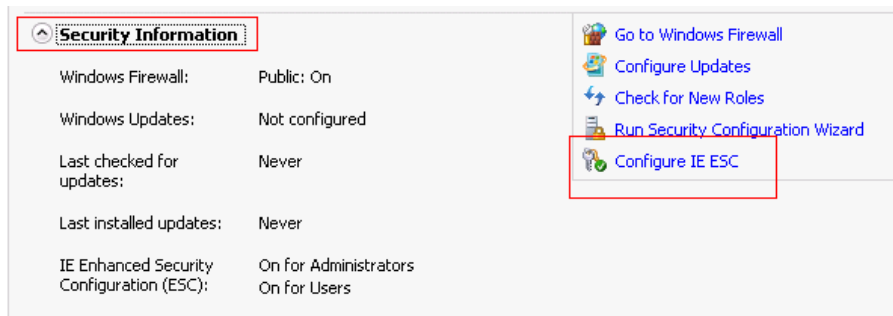 Security Information
Windows Firewall: Public: On
Windows Updates: Not configured
Last checked for Never
updates:
Last installed updates: Never
IE Enhanced Security On for Administrators
Configuration (ESC): On for Users
Go to Windows Firewall
Configure Updates
Check for New Roles
Run Security Configuration Wizard
Configure IE ESC